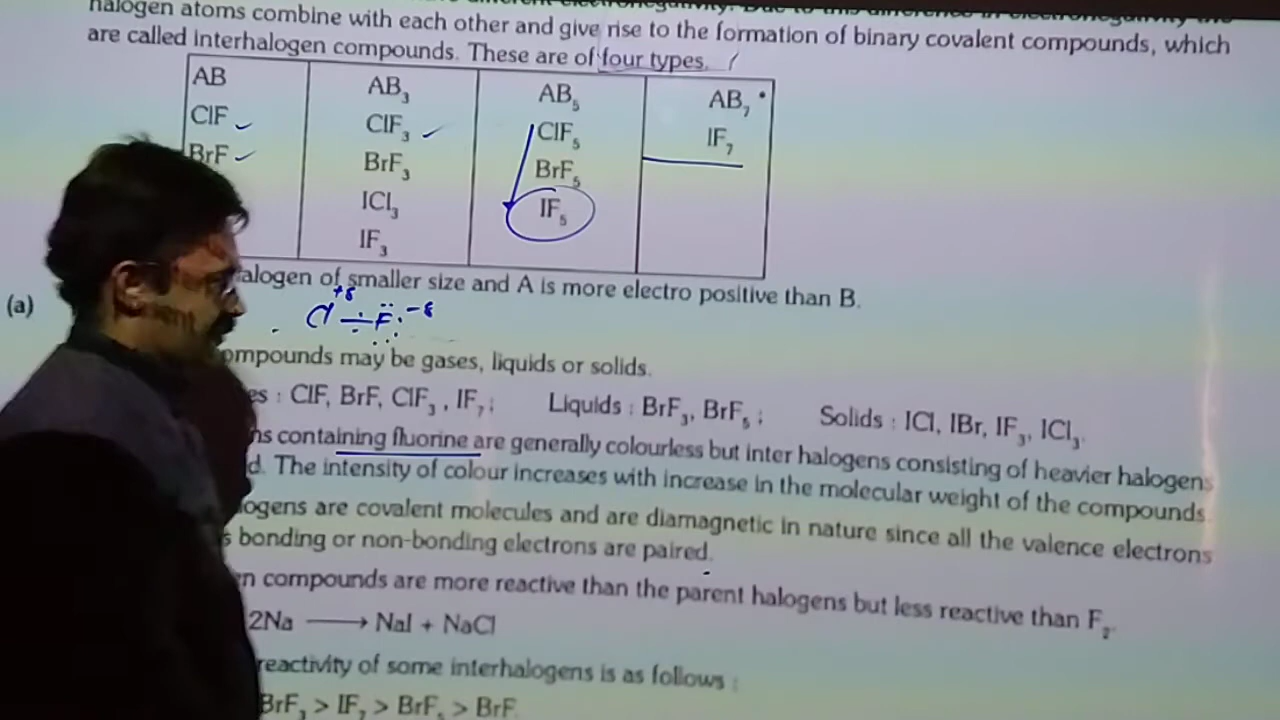 halogen atoms combine with each other and give rise to the formation of binary covalent compounds, which
are called Interhalogen compounds. These are of four types.
AB AB₃ AB₅ AB₇
ClF ClF₃ ClF₅ IF₇
BrF BrF₃ BrF₅
ICl₃ IF₅
IF₃
alogen of smaller size and A is more electro positive than B.
(a)
+δ -δ
Cl F
ompounds may be gases, liquids or solids.
es : ClF, BrF, ClF₃ , IF₇ ; Liquids : BrF₃, BrF₅ ; Solids : ICl, IBr, IF₃, ICl₃.
ns containing fluorine are generally colourless but inter halogens consisting of heavier halogens
d. The intensity of colour increases with increase in the molecular weight of the compounds.
logens are covalent molecules and are diamagnetic in nature since all the valence electrons
s bonding or non-bonding electrons are paired.
en compounds are more reactive than the parent halogens but less reactive than F₂.
2Na ⟶ NaI + NaCl
reactivity of some interhalogens is as follows :
BrF₃ > IF₇ > BrF₅ > BrF